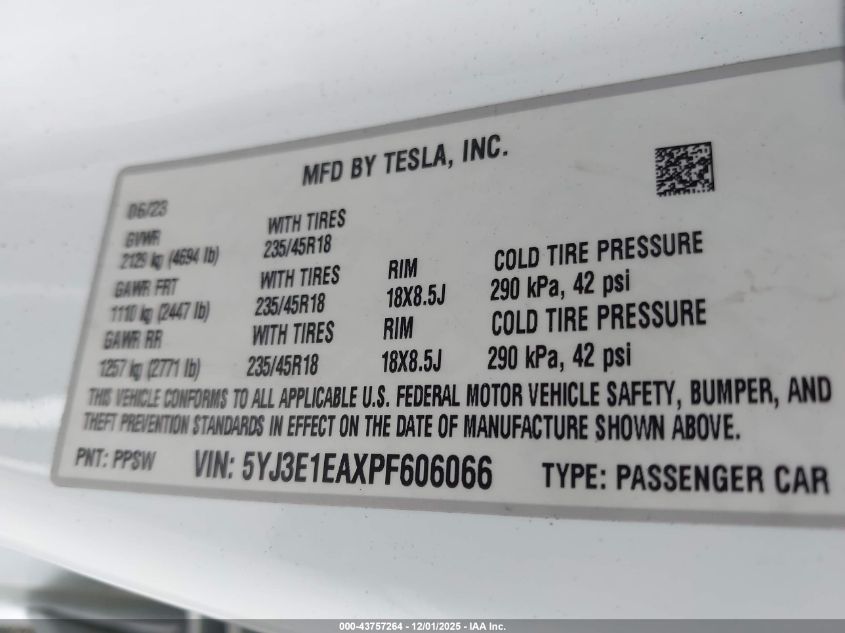 MFD BY TESLA, INC.
06/23
GVWR
2129 kg (4694 lb)
WITH TIRES
235/45R18
GAWR FRT
1110 kg (2447 lb)
WITH TIRES
235/45R18
RIM
18X8.5J
COLD TIRE PRESSURE
290 kPa, 42 psi
GAWR RR
1257 kg (2771 lb)
WITH TIRES
235/45R18
RIM
18X8.5J
COLD TIRE PRESSURE
290 kPa, 42 psi
THIS VEHICLE CONFORMS TO ALL APPLICABLE U.S. FEDERAL MOTOR VEHICLE SAFETY, BUMPER, AND
THEFT PREVENTION STANDARDS IN EFFECT ON THE DATE OF MANUFACTURE SHOWN ABOVE.
PNT: PPSW VIN: 5YJ3E1EAXPF606066 TYPE: PASSENGER CAR
000-43757264 - 12/01/2025 - IAA Inc.